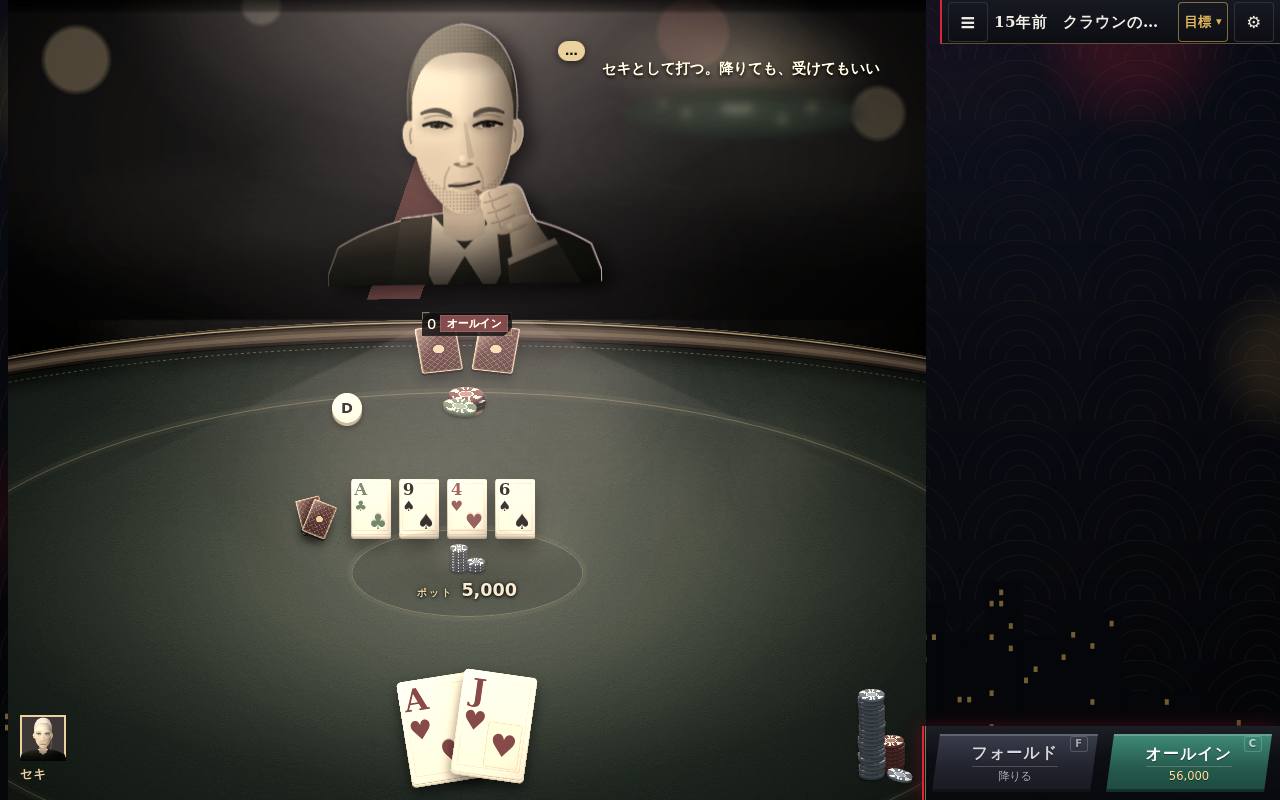 …
セキとして打つ。降りても、受けてもいい
☰ 15年前　クラウンの… 目標 ▾ ⚙
0 オールイン
D
A 9 4 6
ポット 5,000
A J
セキ
フォールド F
降りる
オールイン C
56,000